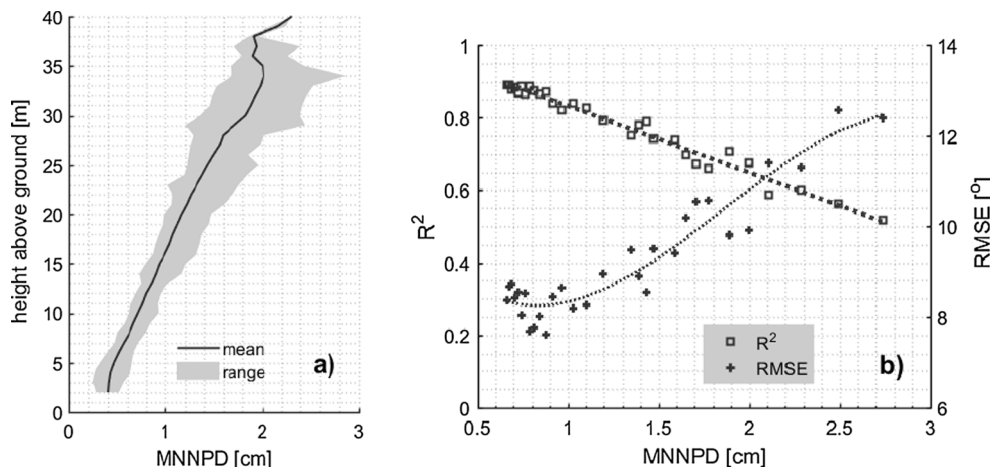 40
35
30
25
20
15
10
5
0
height above ground [m]
mean
range
a)
0
1
2
3
MNNPD [cm]
1
0.8
0.6
0.4
0.2
0
R²
14
12
10
8
6
RMSE [°]
R²
RMSE
b)
0.5
1
1.5
2
2.5
3
MNNPD [cm]